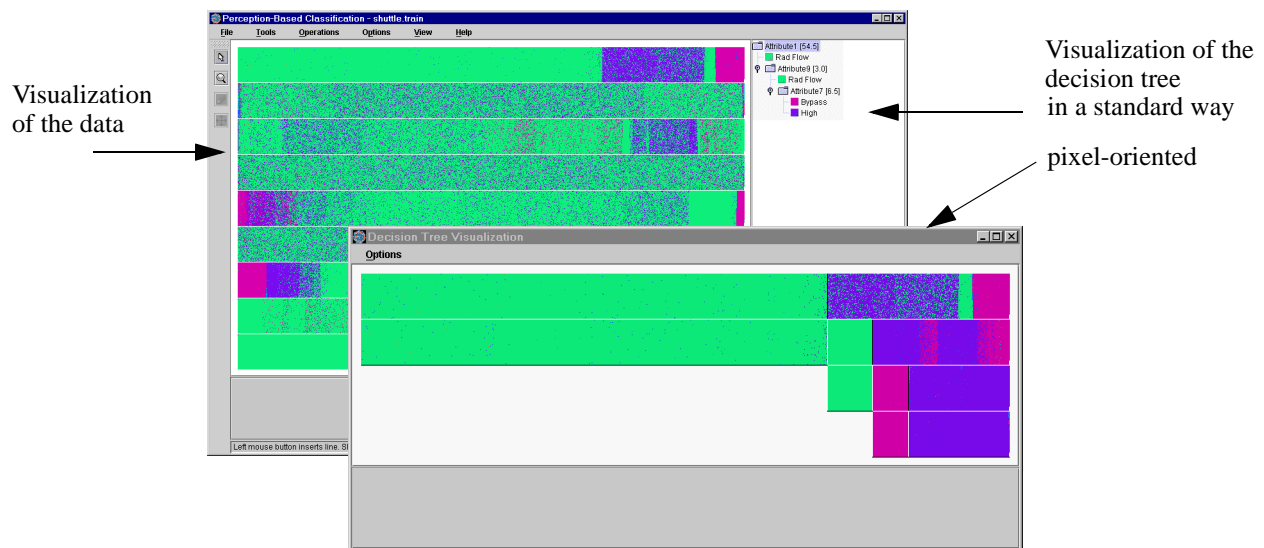 Perception-Based Classification - shuttle.train
File Tools Operations Options View Help
Attribute1 [54.5]
Rad Flow
Attribute9 [3.0]
Rad Flow
Attribute7 [6.5]
Bypass
High
Visualization
of the data
Visualization of the
decision tree
in a standard way
pixel-oriented
Decision Tree Visualization
Options
Left mouse button inserts line.